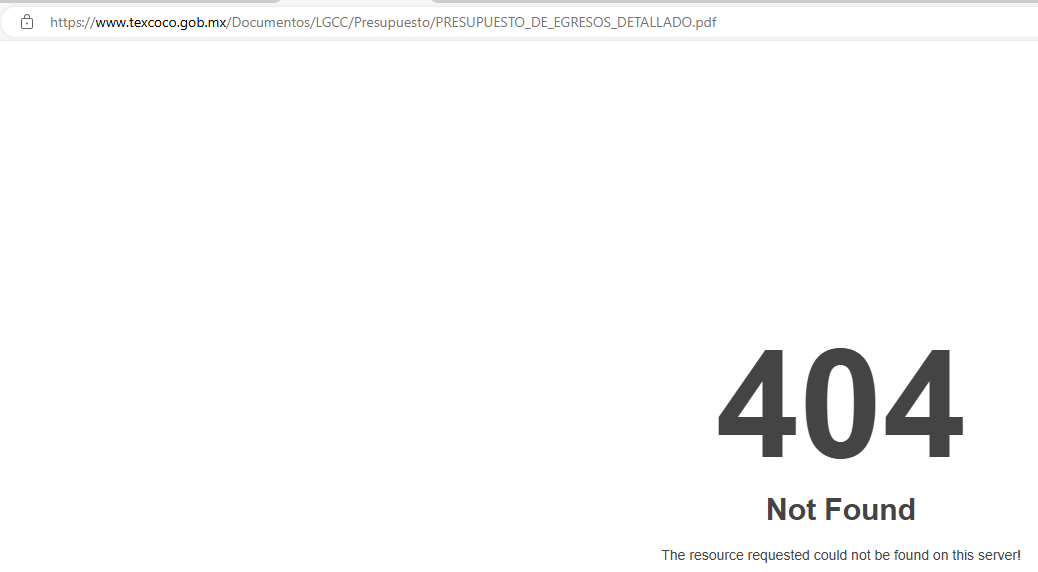 https://www.texcoco.gob.mx/Documentos/LGCC/Presupuesto/PRESUPUESTO_DE_EGRESOS_DETALLADO.pdf
404
Not Found
The resource requested could not be found on this server!